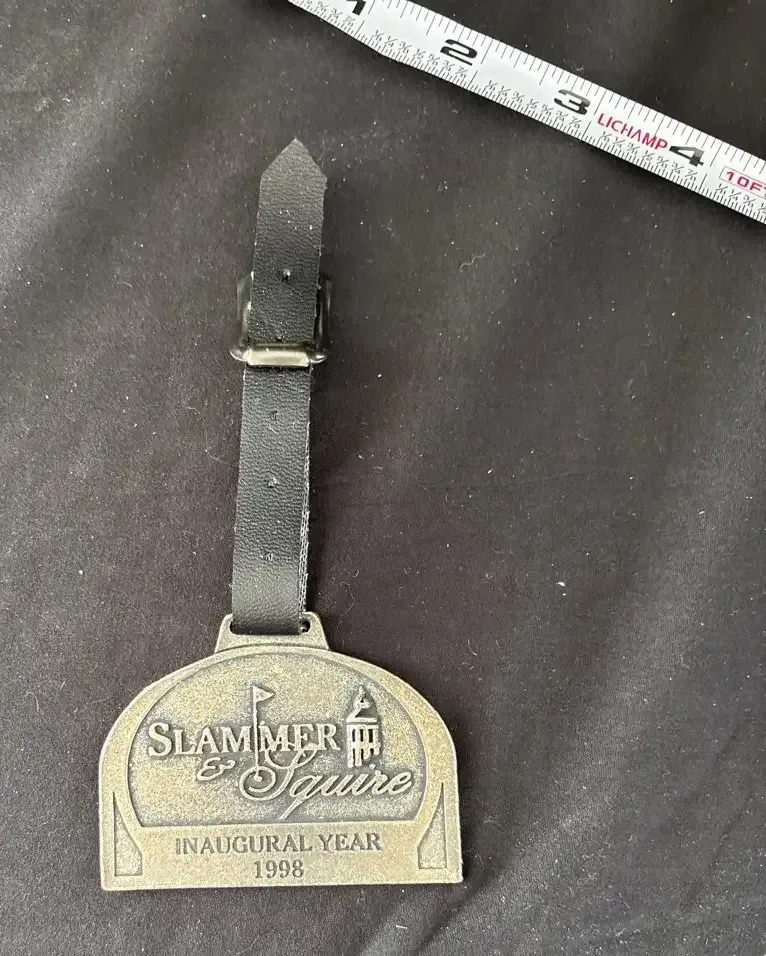 1 2 3 LICHAMP 4 10FT
SLAMMER
& Squire
INAUGURAL YEAR
1998